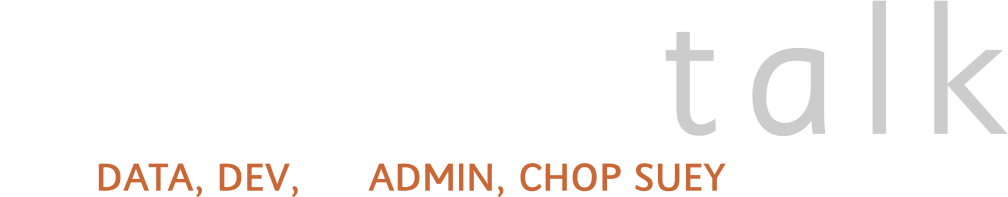 talk
DATA, DEV, ADMIN, CHOP SUEY